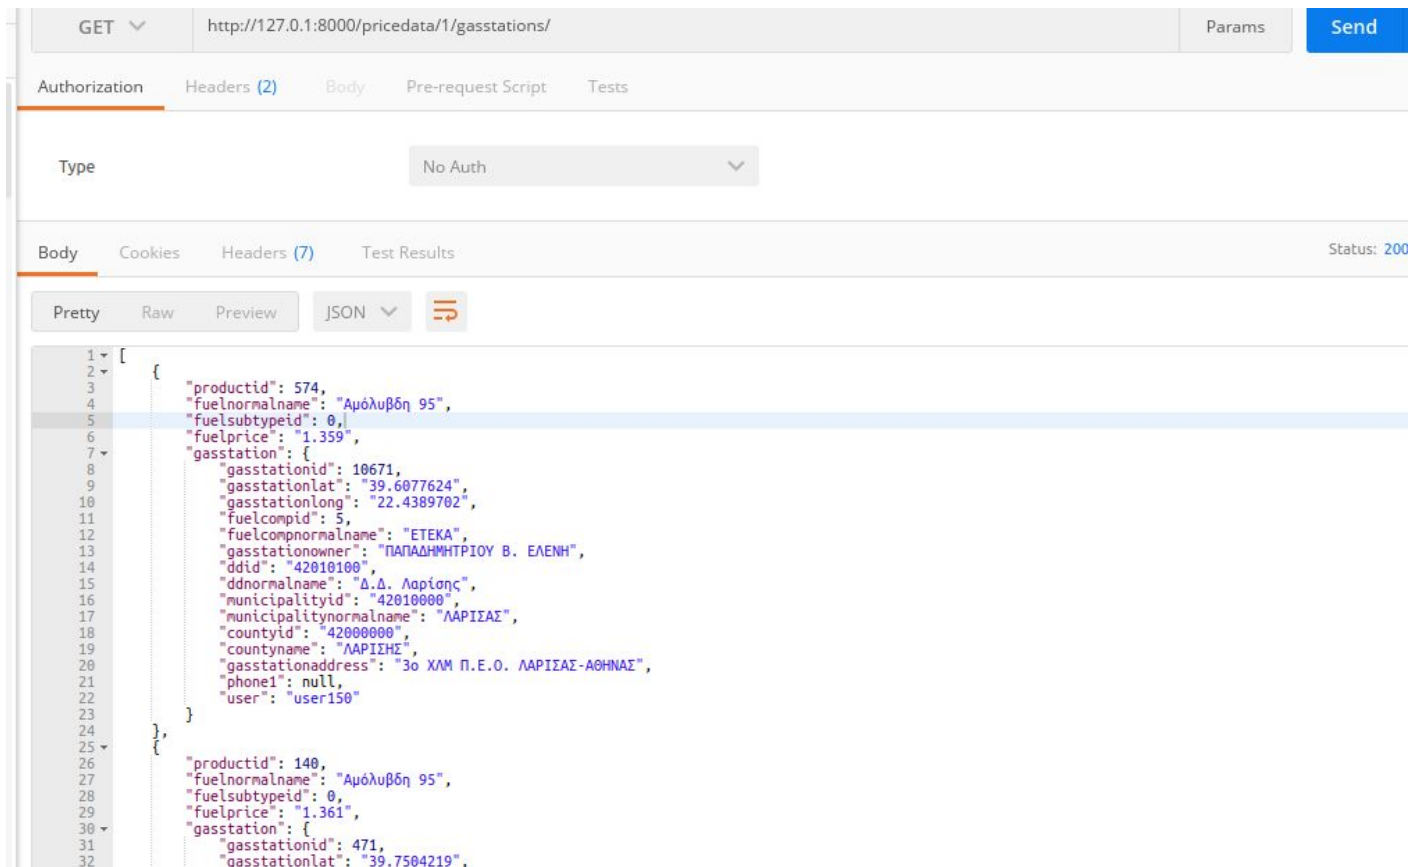 GET http://127.0.1:8000/pricedata/1/gasstations/ Params Send
Authorization Headers (2) Body Pre-request Script Tests
Type No Auth
Body Cookies Headers (7) Test Results Status: 200
Pretty Raw Preview JSON
1 [
2 {
3 "productid": 574,
4 "fuelnormalname": "Αμόλυβδη 95",
5 "fuelsubtypeid": 0,
6 "fuelprice": "1.359",
7 "gasstation": {
8 "gasstationid": 10671,
9 "gasstationlat": "39.6077624",
10 "gasstationlong": "22.4389702",
11 "fuelcompid": 5,
12 "fuelcompnormalname": "ΕΤΕΚΑ",
13 "gasstationowner": "ΠΑΠΑΔΗΜΗΤΡΙΟΥ Β. ΕΛΕΝΗ",
14 "ddid": "42010100",
15 "ddnormalname": "Δ.Δ. Λαρίσης",
16 "municipalityid": "42010000",
17 "municipalitynormalname": "ΛΑΡΙΣΑΣ",
18 "countyid": "42000000",
19 "countyname": "ΛΑΡΙΣΗΣ",
20 "gasstationaddress": "3ο ΧΛΜ Π.Ε.Ο. ΛΑΡΙΣΑΣ-ΑΘΗΝΑΣ",
21 "phone1": null,
22 "user": "user150"
23 }
24 },
25 {
26 "productid": 140,
27 "fuelnormalname": "Αμόλυβδη 95",
28 "fuelsubtypeid": 0,
29 "fuelprice": "1.361",
30 "gasstation": {
31 "gasstationid": 471,
32 "gasstationlat": "39.7504219",